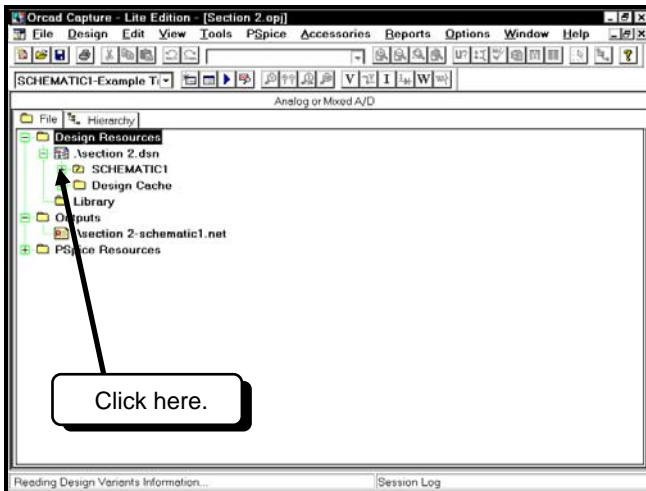 Orcad Capture - Lite Edition - [Section 2.opj]
File Design Edit View Tools PSpice Accessories Reports Options Window Help
U?
SCHEMATIC1-Example T
V I W
Analog or Mixed A/D
File Hierarchy
Design Resources
.\section 2.dsn
SCHEMATIC1
Design Cache
Library
Outputs
.\section 2-schematic1.net
PSpice Resources
Click here.
Reading Design Variants Information... Session Log